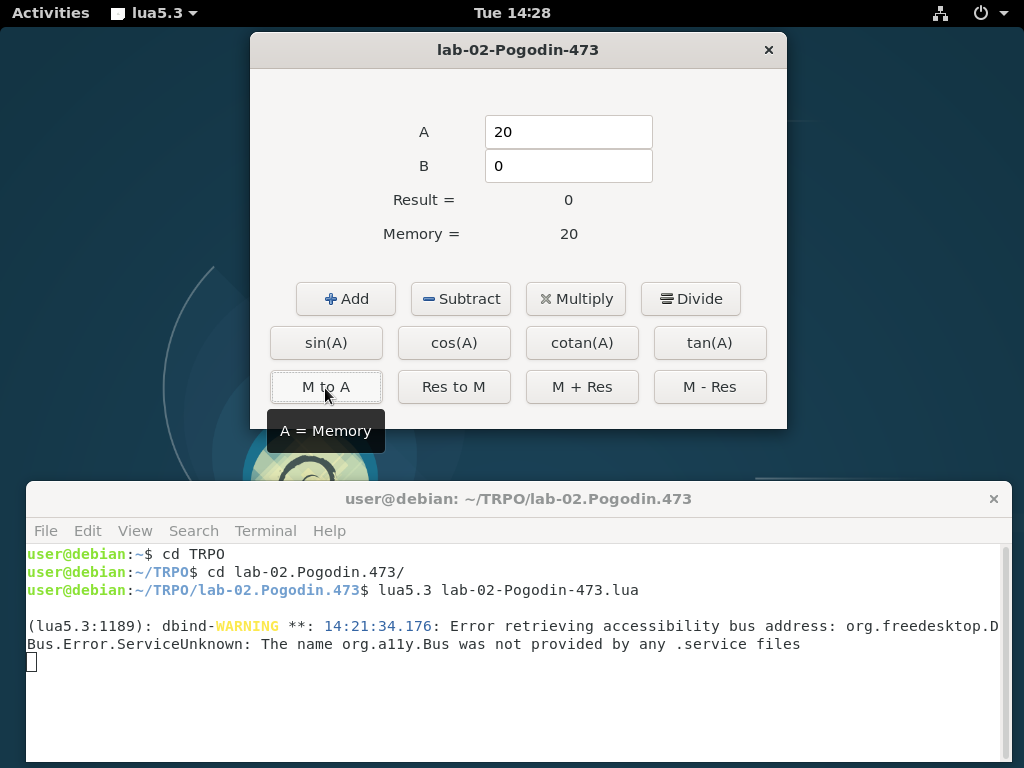 Activities lua5.3 Tue 14:28
lab-02-Pogodin-473 ×
A 20
B 0
Result = 0
Memory = 20
Add Subtract Multiply Divide
sin(A) cos(A) cotan(A) tan(A)
M to A Res to M M + Res M - Res
A = Memory
user@debian: ~/TRPO/lab-02.Pogodin.473 ×
File Edit View Search Terminal Help
user@debian:~$ cd TRPO
user@debian:~/TRPO$ cd lab-02.Pogodin.473/
user@debian:~/TRPO/lab-02.Pogodin.473$ lua5.3 lab-02-Pogodin-473.lua
(lua5.3:1189): dbind-WARNING **: 14:21:34.176: Error retrieving accessibility bus address: org.freedesktop.D
Bus.Error.ServiceUnknown: The name org.a11y.Bus was not provided by any .service files